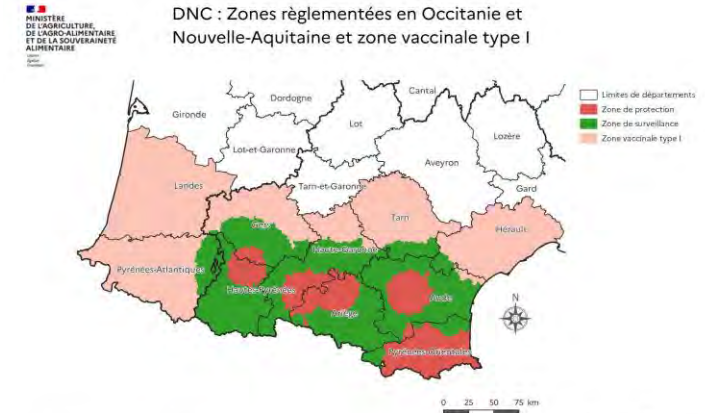 MINISTÈRE
DE L'AGRICULTURE,
DE L'AGRO-ALIMENTAIRE
ET DE LA SOUVERAINETÉ
ALIMENTAIRE
DNC : Zones règlementées en Occitanie et
Nouvelle-Aquitaine et zone vaccinale type I
Limites de départements
Zone de protection
Zone de surveillance
Zone vaccinale type I
Cantal
Dordogne
Gironde
Lot
Lozère
Lot-et-Garonne
Aveyron
Landes
Tarn-et-Garonne
Gard
Tarn
Gers
Hérault
Haute-Garonne
Pyrénées-Atlantiques
Hautes-Pyrénées
Aude
Ariège
N
Pyrénées-Orientales
0 25 50 75 km